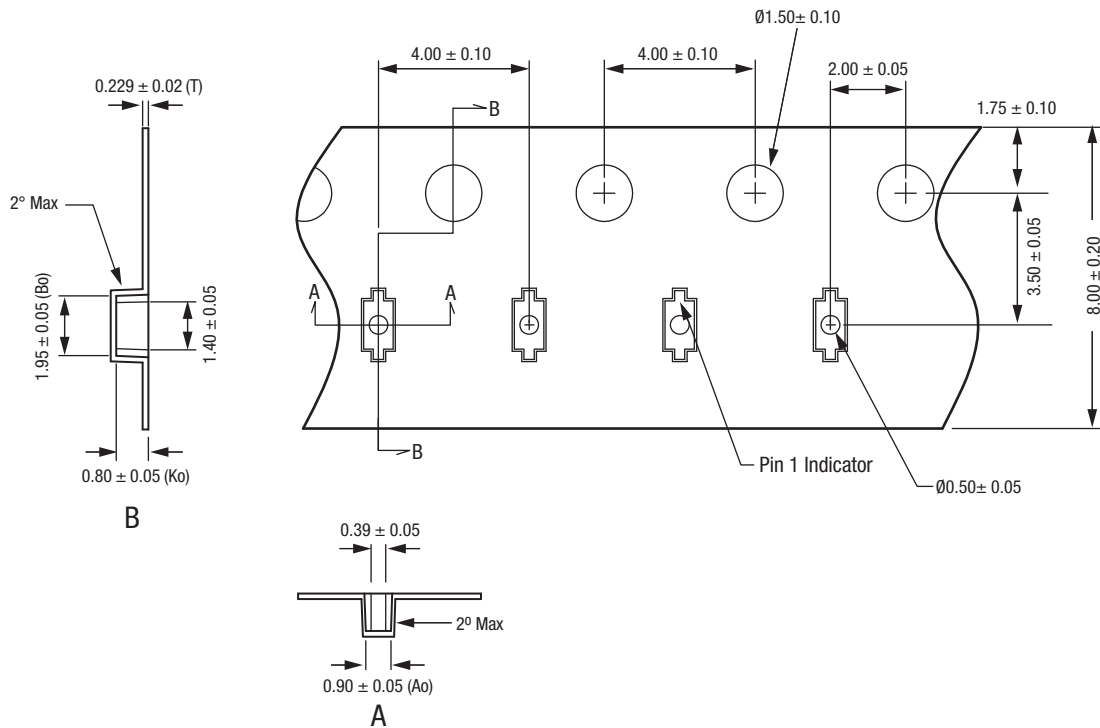 Ø1.50± 0.10
4.00 ± 0.10
4.00 ± 0.10
2.00 ± 0.05
0.229 ± 0.02 (T)
1.75 ± 0.10
B
2° Max
3.50 ± 0.05
8.00 ± 0.20
A
A
1.95 ± 0.05 (Bo)
1.40 ± 0.05
B
Pin 1 Indicator
0.80 ± 0.05 (Ko)
Ø0.50± 0.05
B
0.39 ± 0.05
2º Max
0.90 ± 0.05 (Ao)
A